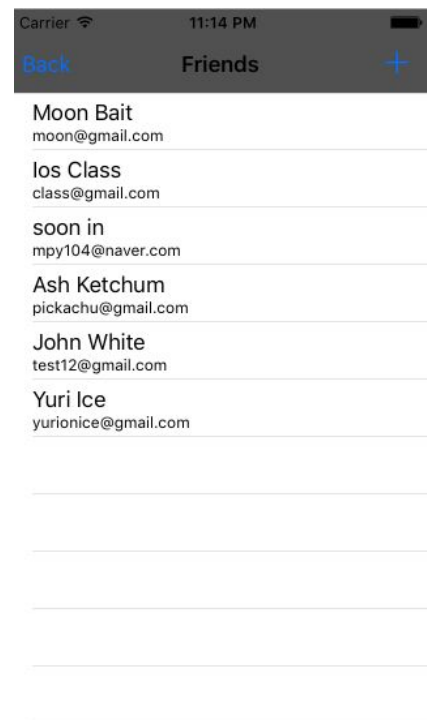 Carrier 11:14 PM
Back Friends +
Moon Bait
moon@gmail.com
Ios Class
class@gmail.com
soon in
mpy104@naver.com
Ash Ketchum
pickachu@gmail.com
John White
test12@gmail.com
Yuri Ice
yurionice@gmail.com